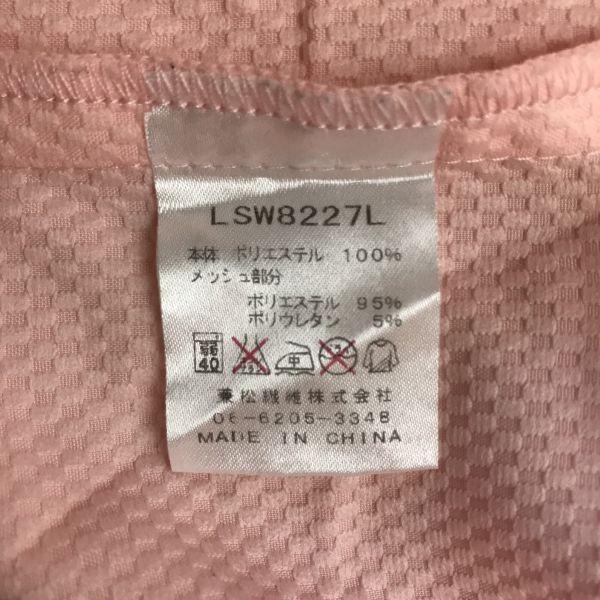 LSW8227L
本体 ポリエステル 100%
メッシュ部分
ポリエステル 95%
ポリウレタン 5%
弱 40 中
兼松繊維株式会社
06-6205-3348
MADE IN CHINA